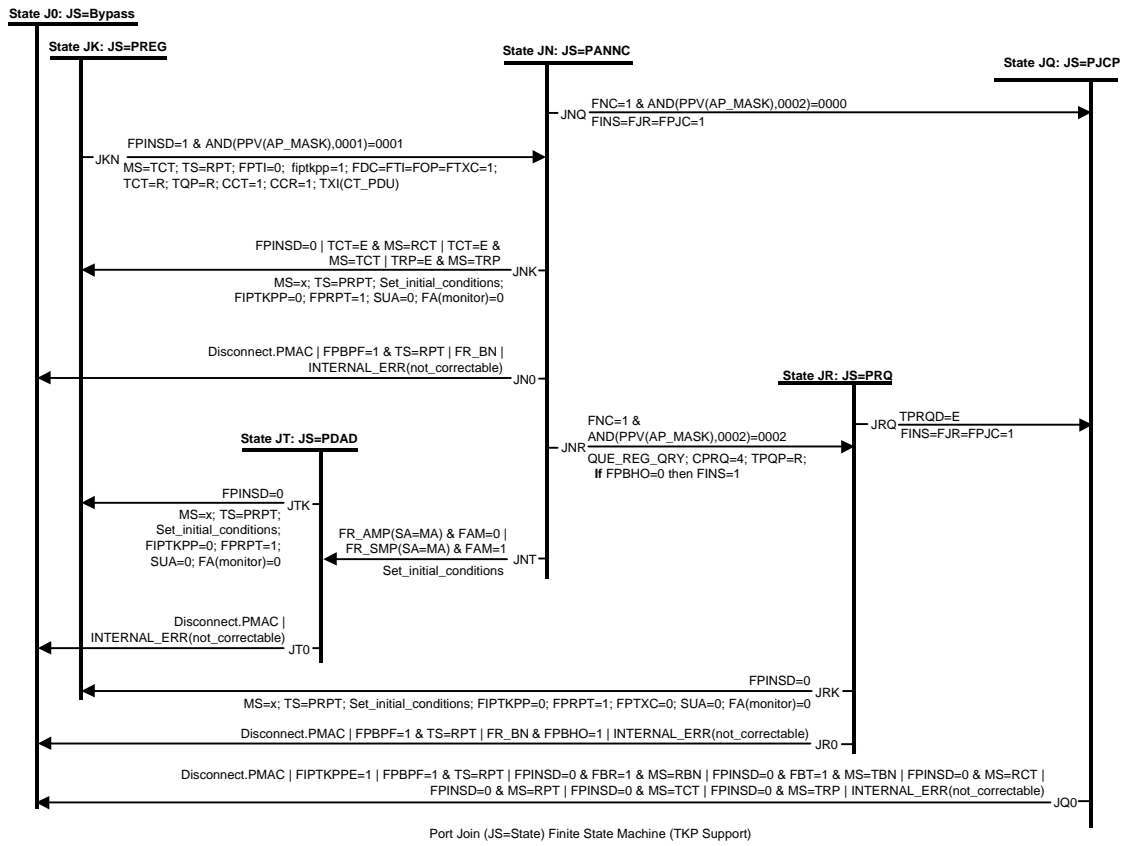 State J0: JS=Bypass
State JK: JS=PREG
State JN: JS=PANNC
State JQ: JS=PJCP
FNC=1 & AND(PPV(AP_MASK),0002)=0000
JNQ
FINS=FJR=FPJC=1
FPINSD=1 & AND(PPV(AP_MASK),0001)=0001
JKN
MS=TCT; TS=RPT; FPTI=0; fiptkpp=1; FDC=FTI=FOP=FTXC=1;
TCT=R; TQP=R; CCT=1; CCR=1; TXI(CT_PDU)
FPINSD=0 | TCT=E & MS=RCT | TCT=E &
MS=TCT | TRP=E & MS=TRP
JNK
MS=x; TS=PRPT; Set_initial_conditions;
FIPTKPP=0; FPRPT=1; SUA=0; FA(monitor)=0
Disconnect.PMAC | FPBPF=1 & TS=RPT | FR_BN |
INTERNAL_ERR(not_correctable)
JN0
State JR: JS=PRQ
FNC=1 &
AND(PPV(AP_MASK),0002)=0002
JNR
QUE_REG_QRY; CPRQ=4; TPQP=R;
If FPBHO=0 then FINS=1
TPRQD=E
JRQ
FINS=FJR=FPJC=1
State JT: JS=PDAD
FPINSD=0
JTK
MS=x; TS=PRPT;
Set_initial_conditions;
FIPTKPP=0; FPRPT=1;
SUA=0; FA(monitor)=0
FR_AMP(SA=MA) & FAM=0 |
FR_SMP(SA=MA) & FAM=1
JNT
Set_initial_conditions
Disconnect.PMAC |
INTERNAL_ERR(not_correctable)
JT0
FPINSD=0
JRK
MS=x; TS=PRPT; Set_initial_conditions; FIPTKPP=0; FPRPT=1; FPTXC=0; SUA=0; FA(monitor)=0
Disconnect.PMAC | FPBPF=1 & TS=RPT | FR_BN & FPBHO=1 | INTERNAL_ERR(not_correctable)
JR0
Disconnect.PMAC | FIPTKPPE=1 | FPBPF=1 & TS=RPT | FPINSD=0 & FBR=1 & MS=RBN | FPINSD=0 & FBT=1 & MS=TBN | FPINSD=0 & MS=RCT |
FPINSD=0 & MS=RPT | FPINSD=0 & MS=TCT | FPINSD=0 & MS=TRP | INTERNAL_ERR(not_correctable)
JQ0
Port Join (JS=State) Finite State Machine (TKP Support)